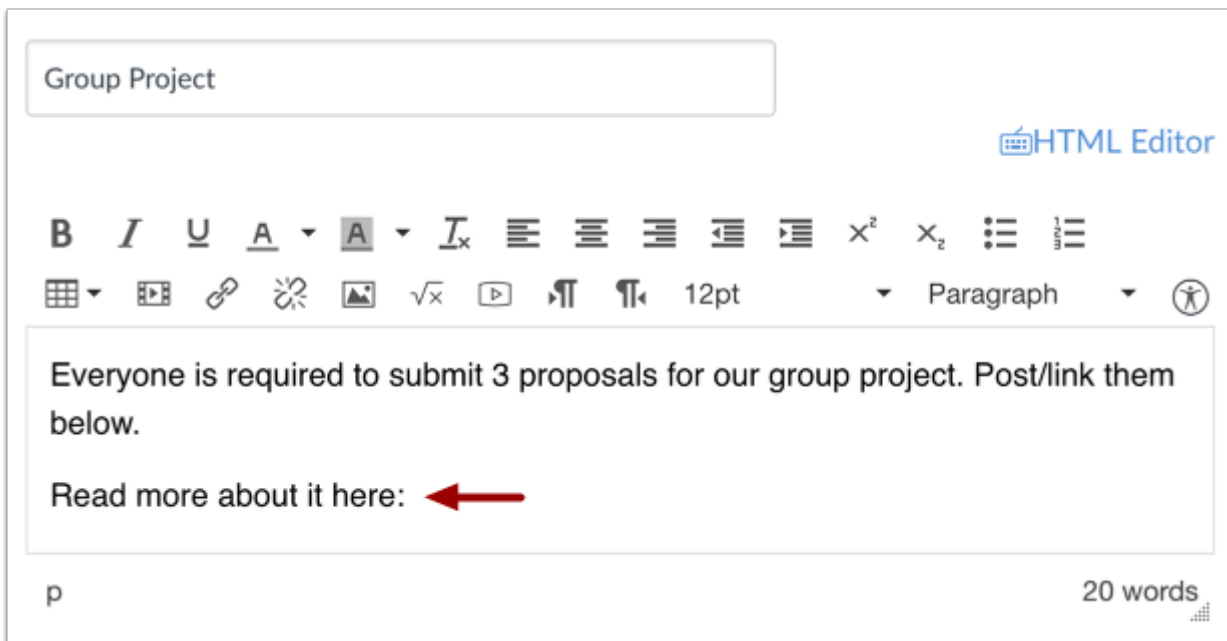 Group Project
HTML Editor
12pt
Paragraph
Everyone is required to submit 3 proposals for our group project. Post/link them
below.
Read more about it here:
p
20 words